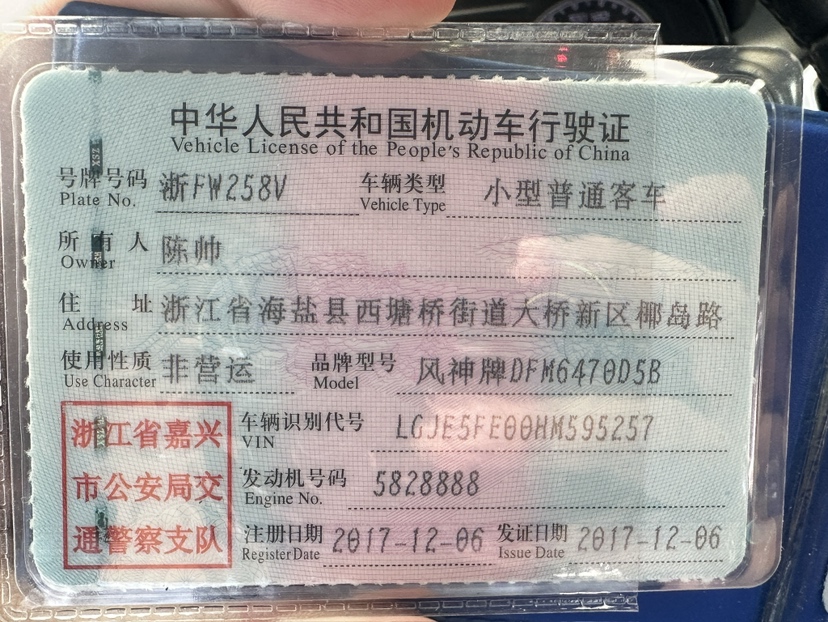 中华人民共和国机动车行驶证
Vehicle License of the People's Republic of China
号牌号码 浙FW258V 车辆类型 小型普通客车
Plate No. Vehicle Type
所有人 陈帅
Owner
住址 浙江省海盐县西塘桥街道大桥新区椰岛路
Address
使用性质 非营运 品牌型号 风神牌DFM6470D5B
Use Character Model
浙江省嘉兴 车辆识别代号 LGJE5FE00HM595257
VIN
市公安局交 发动机号码 5828888
Engine No.
通警察支队 注册日期 2017-12-06 发证日期 2017-12-06
Register Date Issue Date